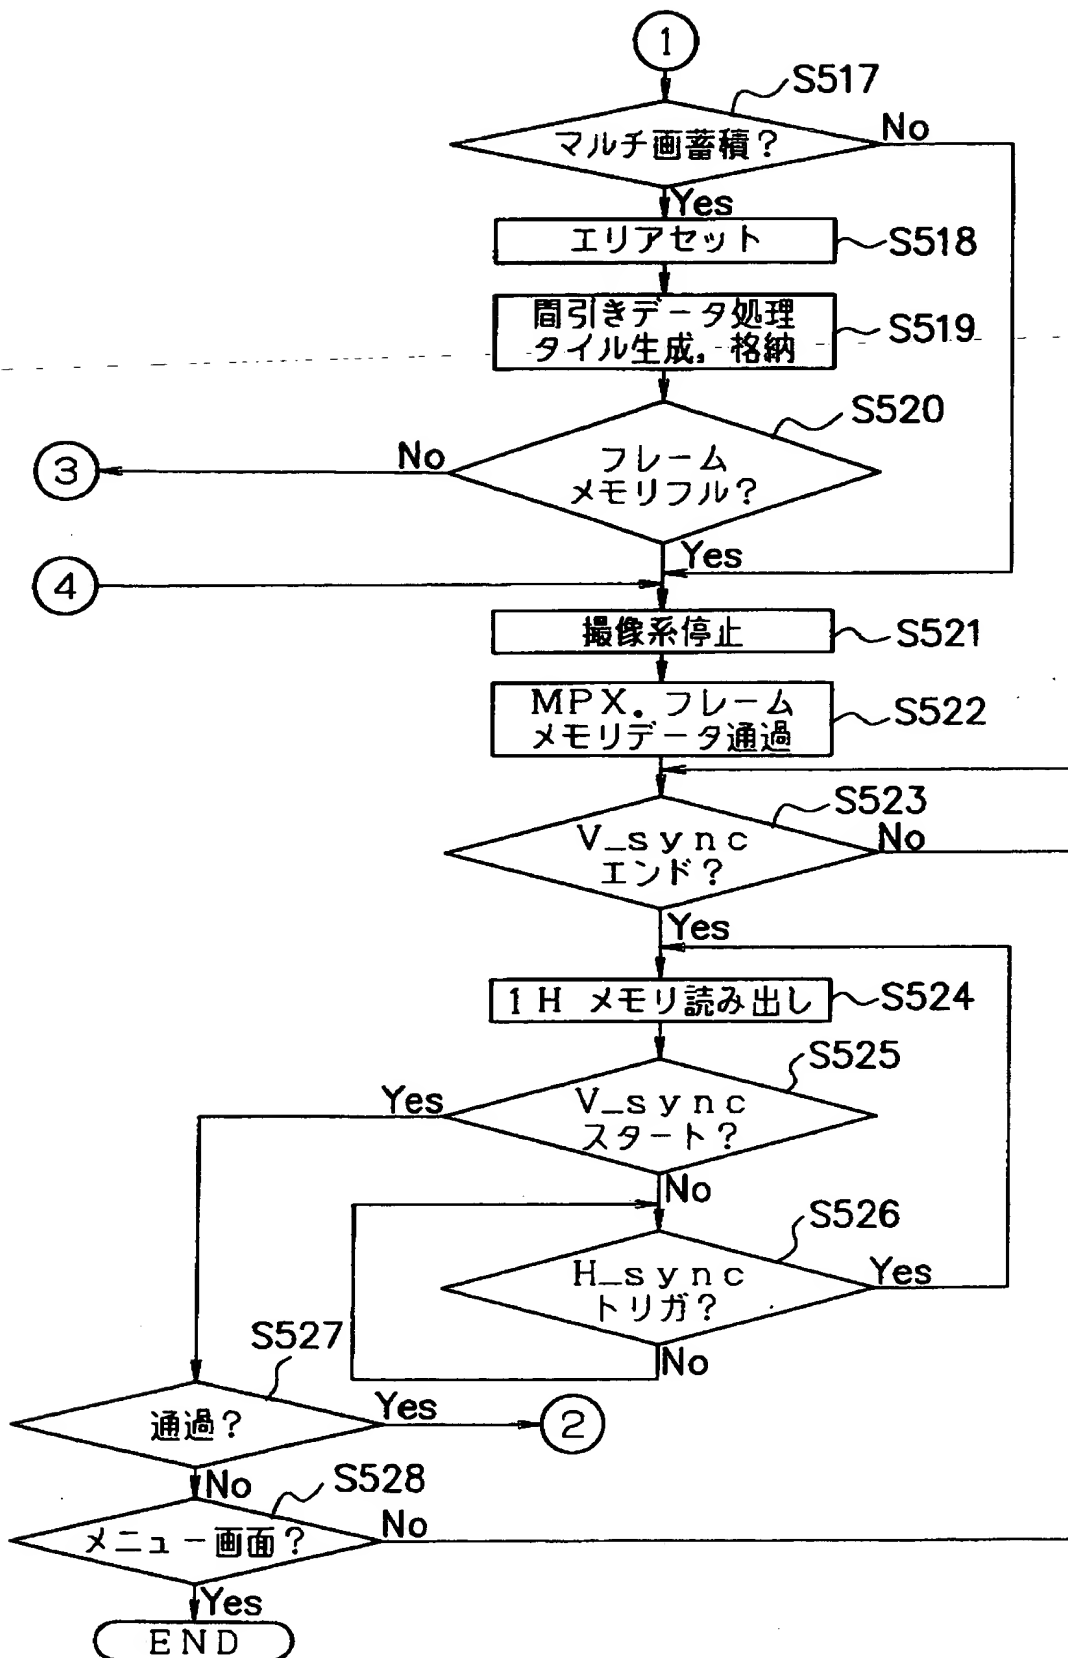 1
S517
マルチ画蓄積？
No
Yes
エリアセット
S518
間引きデータ処理
タイル生成．格納
S519
S520
フレーム
メモリフル？
No
3
Yes
4
撮像系停止
S521
MPX．フレーム
メモリデータ通過
S522
S523
V_sync
エンド？
No
Yes
1H メモリ読み出し
S524
S525
V_sync
スタート？
Yes
No
S526
H_sync
トリガ？
Yes
No
S527
通過？
Yes
2
No
S528
メニュー画面？
No
Yes
END